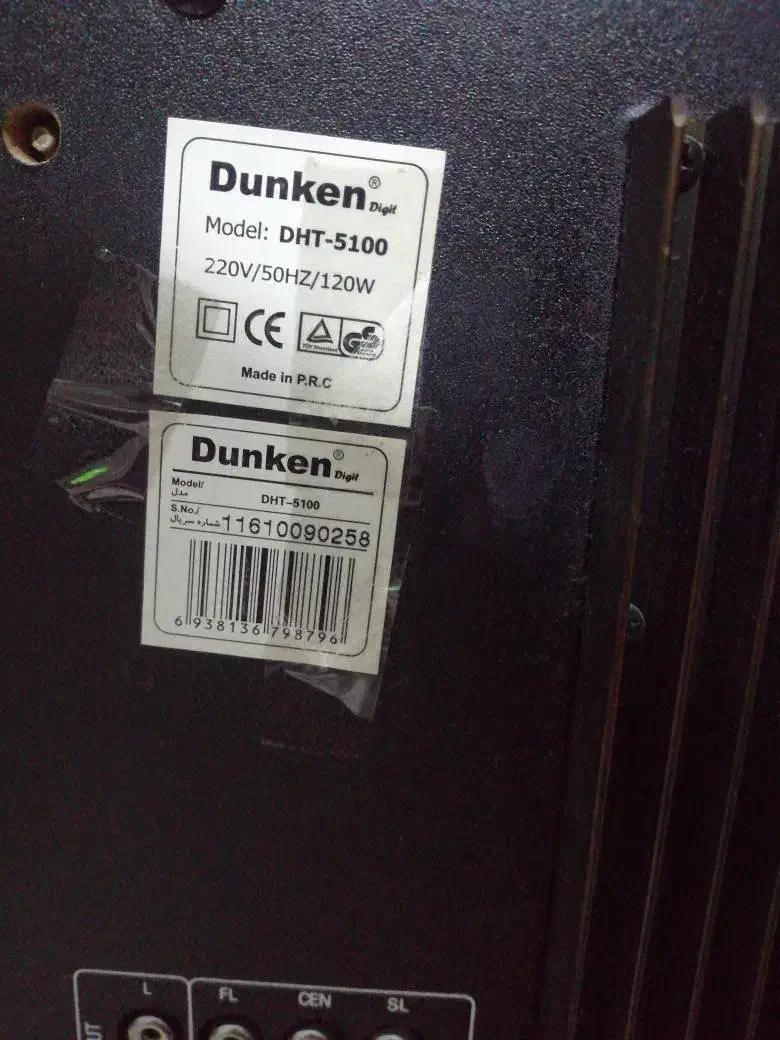 Dunken®
Digit
Model: DHT-5100
220V/50HZ/120W
CE
Made in P.R.C
Dunken®
Digit
Model/
مدل
DHT-5100
S.No./
شماره سریال
11610090258
6 938136 798796
L
FL
CEN
SL